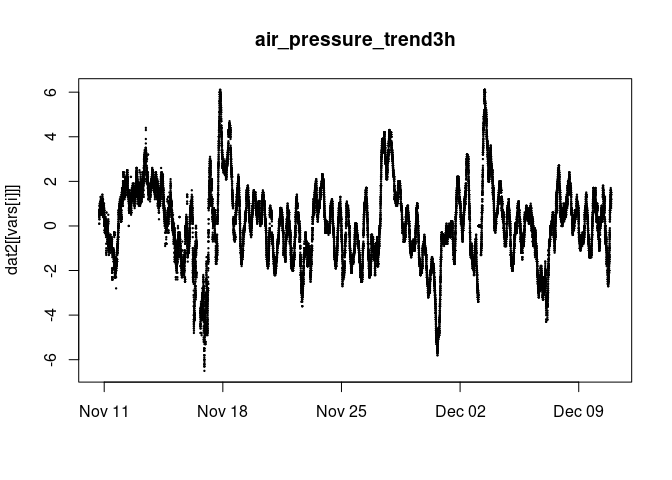 air_pressure_trend3h
dat2[[vars[i]]]
6
4
2
0
-2
-4
-6
Nov 11
Nov 18
Nov 25
Dec 02
Dec 09